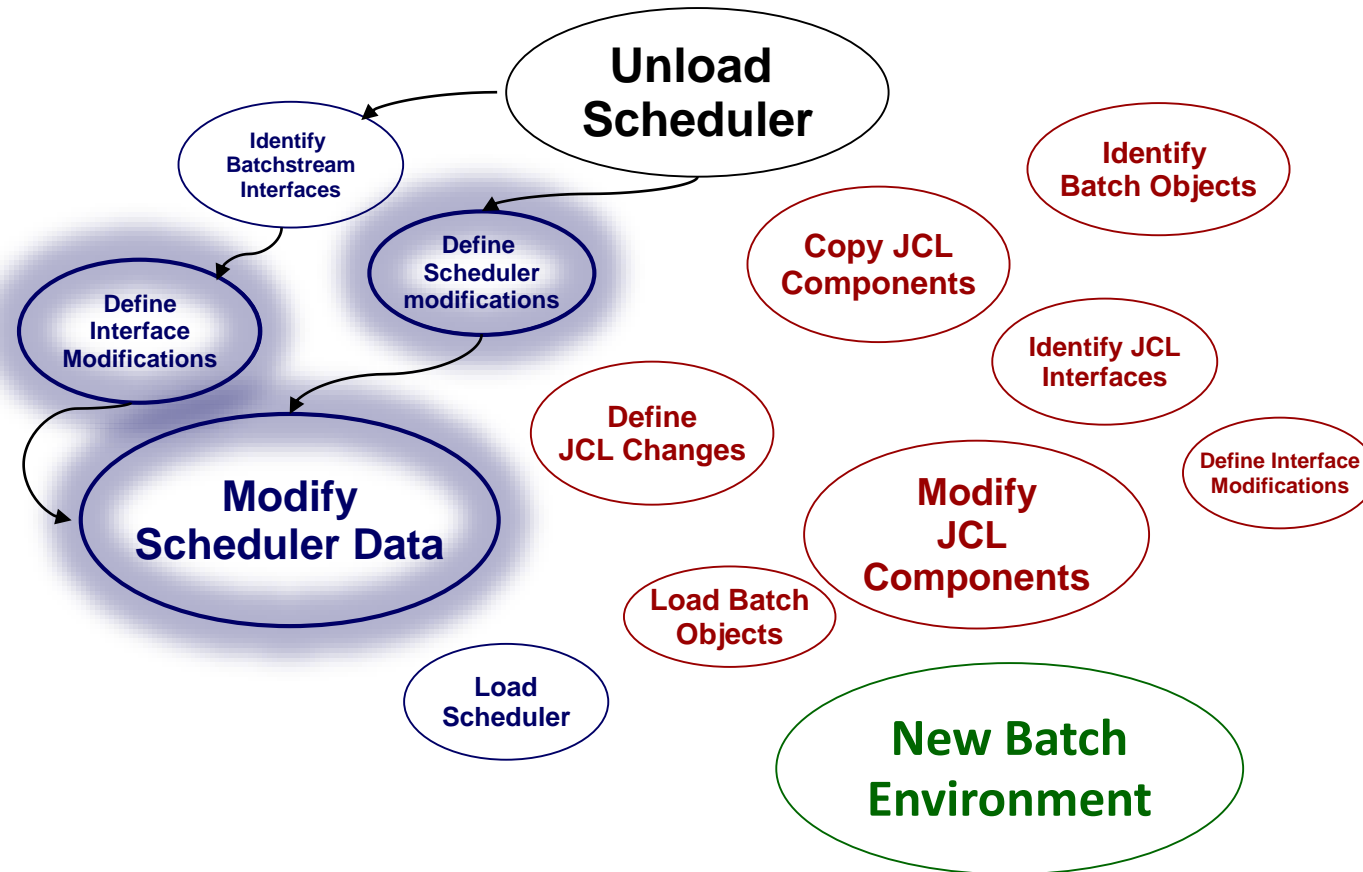 Unload
Scheduler
Identify
Batchstream
Interfaces
Identify
Batch Objects
Define
Scheduler
modifications
Copy JCL
Components
Define
Interface
Modifications
Identify JCL
Interfaces
Define
JCL Changes
Define Interface
Modifications
Modify
Scheduler Data
Modify
JCL
Components
Load Batch
Objects
Load
Scheduler
New Batch
Environment